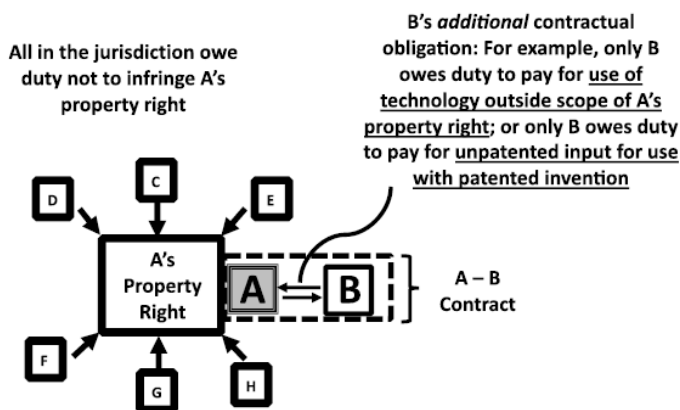 All in the jurisdiction owe
duty not to infringe A's
property right
B's additional contractual
obligation: For example, only B
owes duty to pay for use of
technology outside scope of A's
property right; or only B owes duty
to pay for unpatented input for use
with patented invention
C
D
E
A's
Property
Right
A
B
A – B
Contract
F
G
H